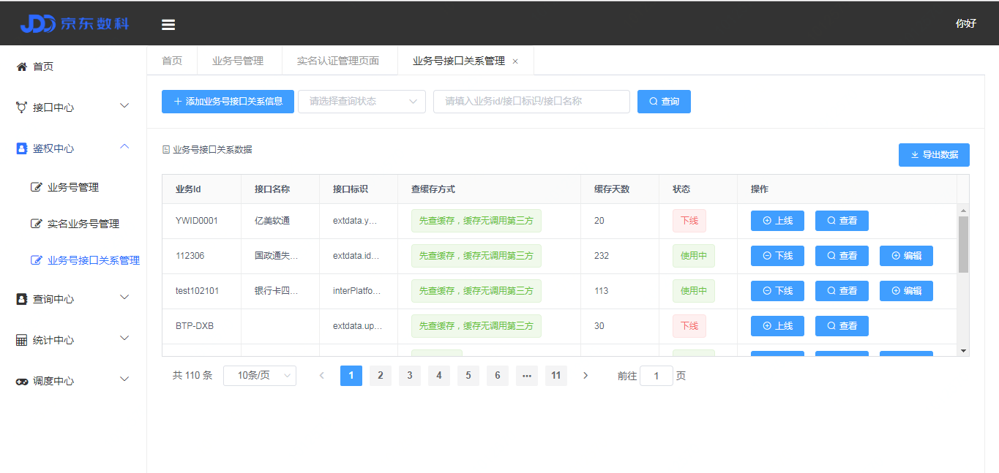 JDD 京东数科
你好
首页
接口中心
鉴权中心
业务号管理
实名业务号管理
业务号接口关系管理
查询中心
统计中心
调度中心
首页 业务号管理 实名认证管理页面 业务号接口关系管理 ×
+ 添加业务号接口关系信息 请选择查询状态 请填入业务id/接口标识/接口名称 查询
业务号接口关系数据 导出数据
业务Id 接口名称 接口标识 查缓存方式 缓存天数 状态 操作
YWID0001 亿美软通 extdata.y... 先查缓存，缓存无调用第三方 20 下线 上线 查看
112306 国政通失... extdata.id... 先查缓存，缓存无调用第三方 232 使用中 下线 查看 编辑
test102101 银行卡四... interPlatfo... 先查缓存，缓存无调用第三方 113 使用中 下线 查看 编辑
BTP-DXB extdata.up... 先查缓存，缓存无调用第三方 30 下线 上线 查看
共 110 条 10条/页 < 1 2 3 4 5 6 ••• 11 > 前往 1 页